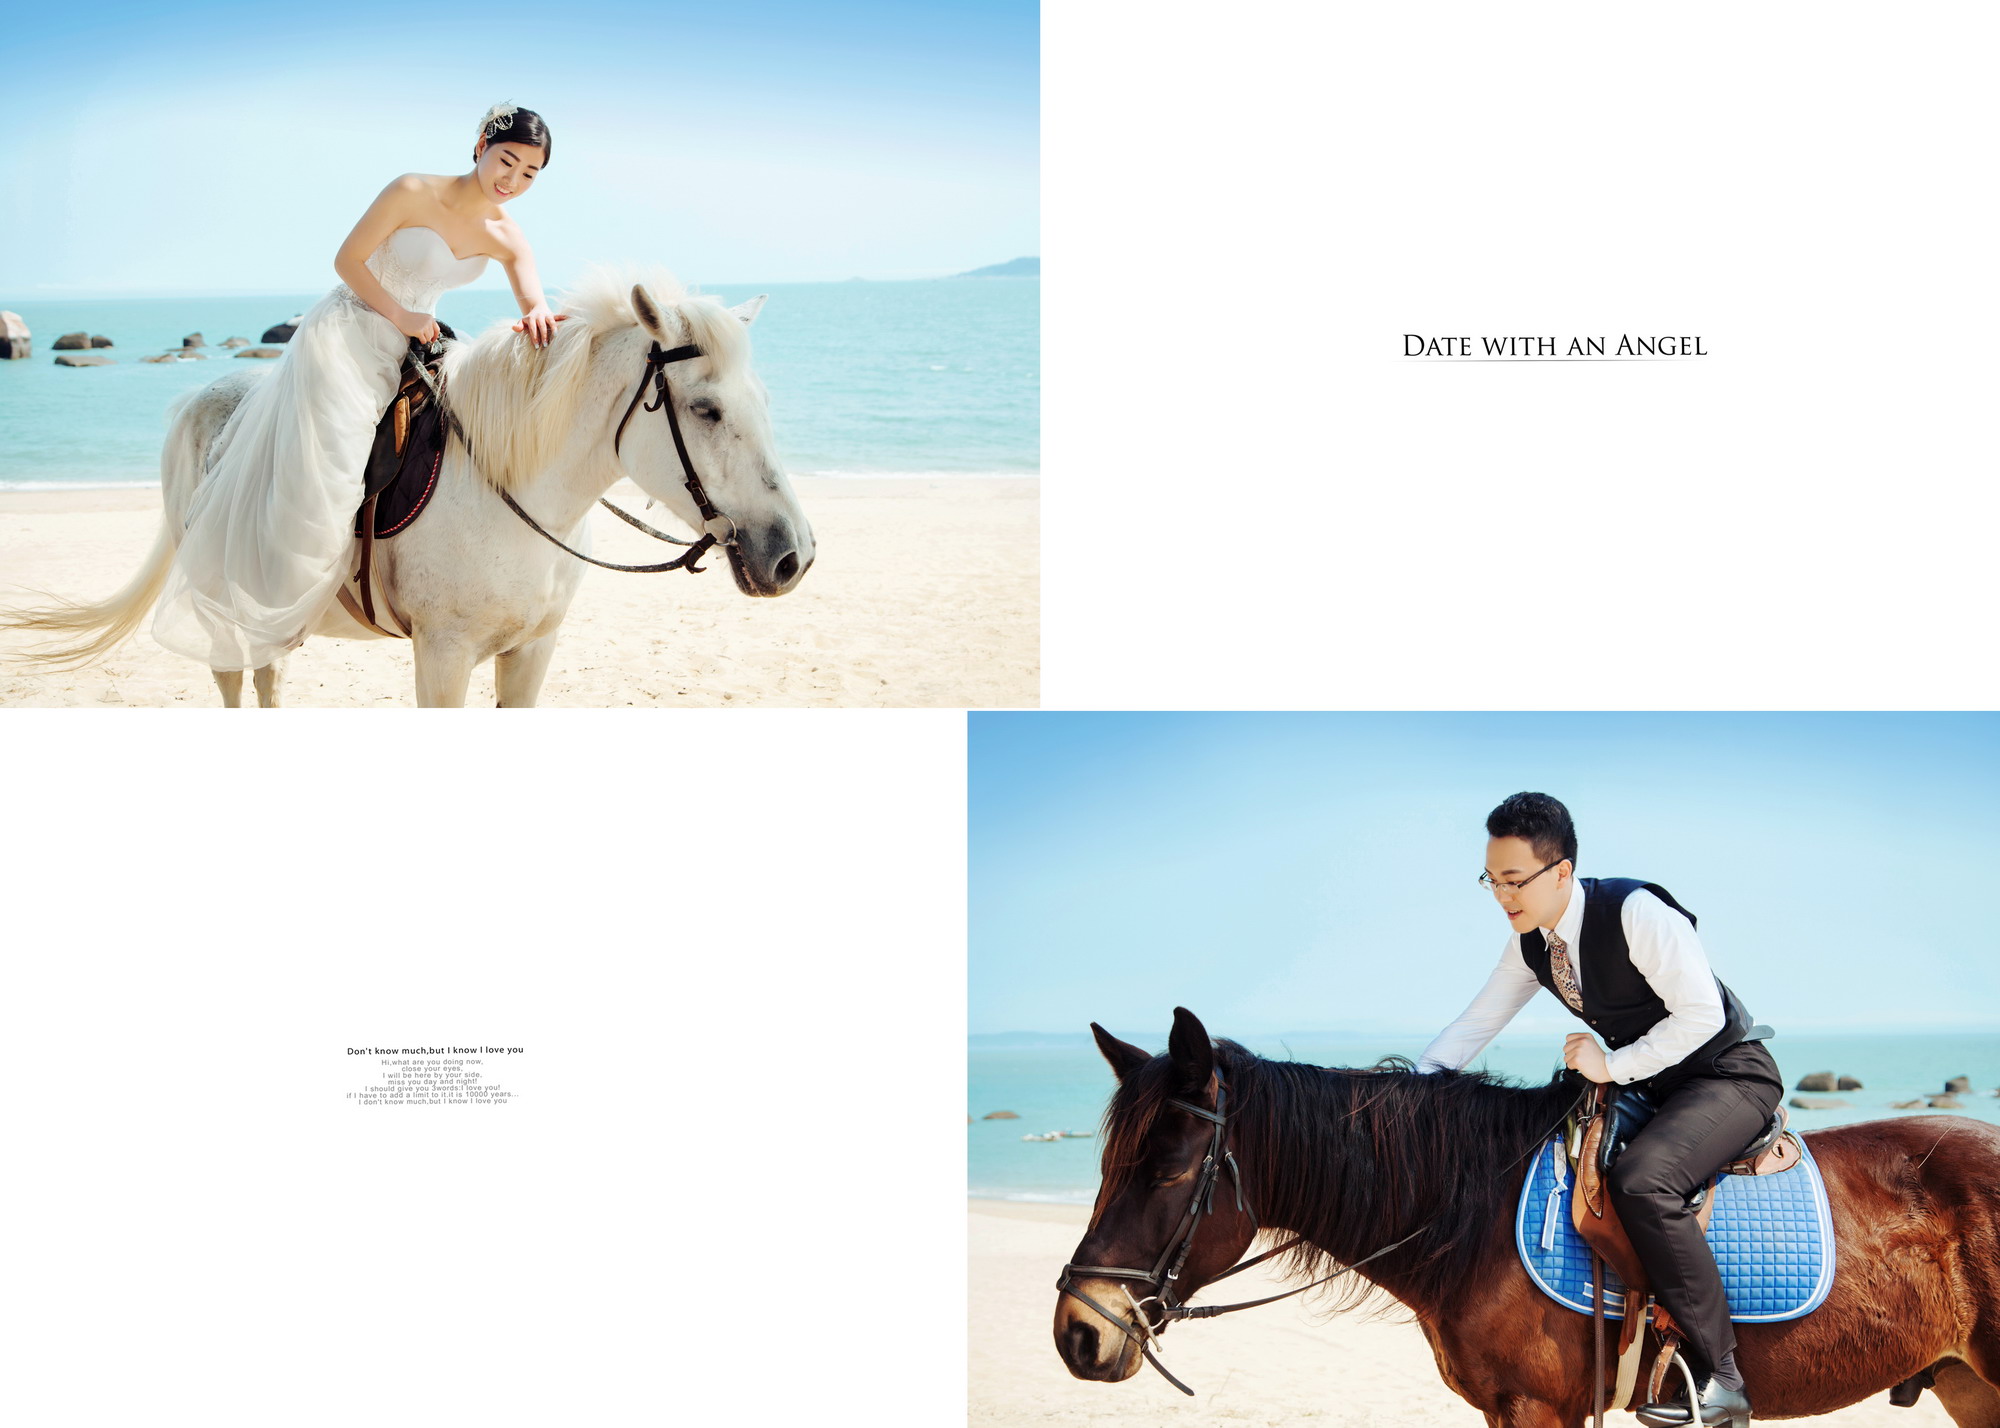 DATE WITH AN ANGEL
Don't know much,but I know I love you
Hi,what are you doing now,
close your eyes,
I will be here by your side,
miss you day and night!
I should give you 3words:I love you!
if I have to add a limit to it.it is 10000 years...
I don't know much.but I know I love you